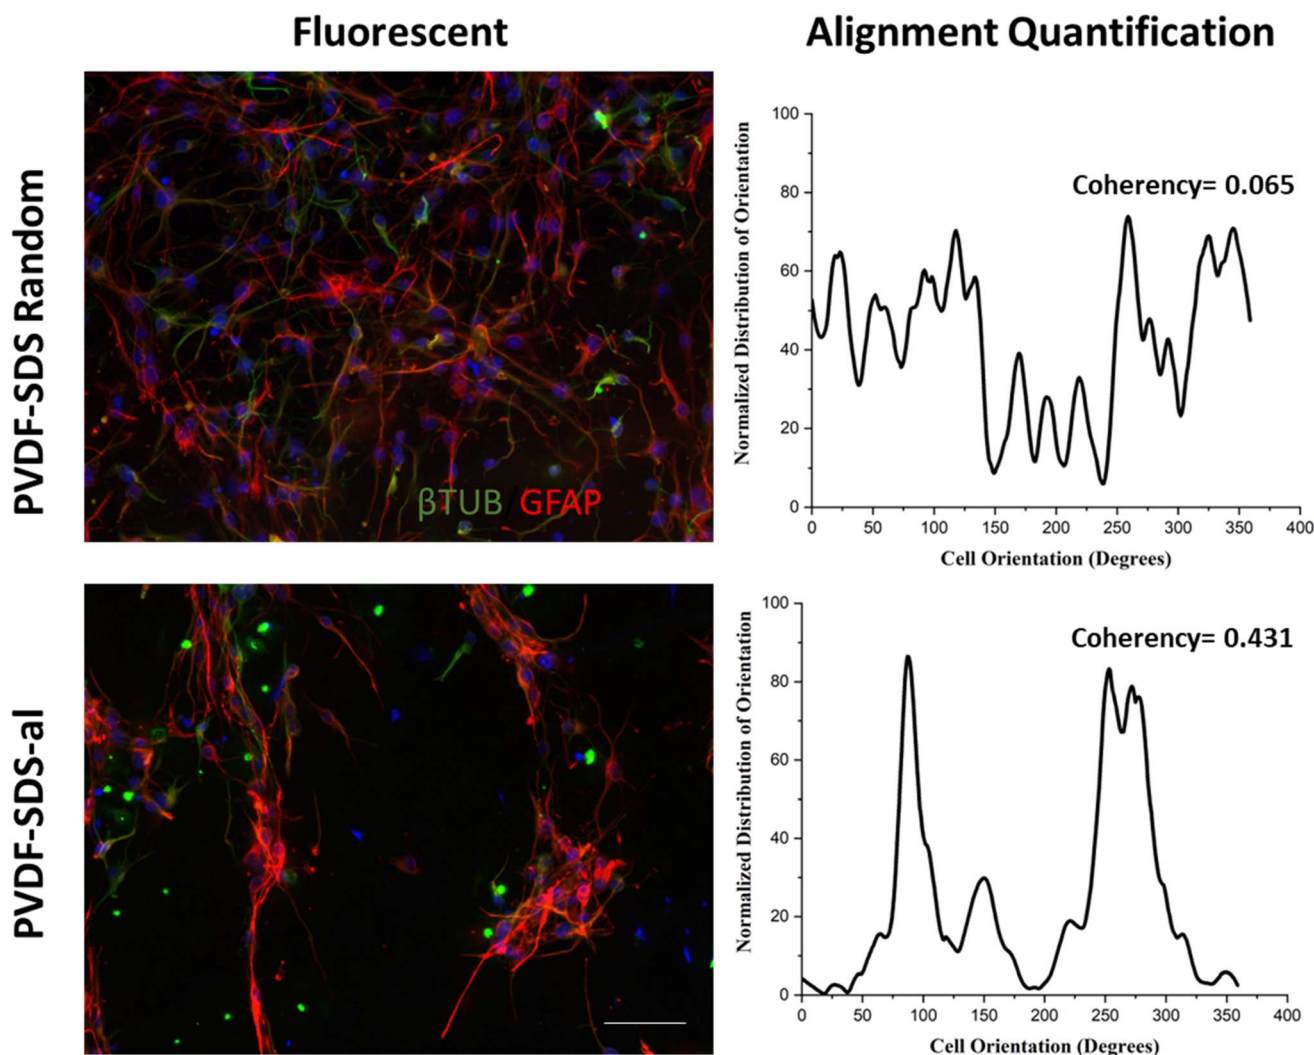 Fluorescent
Alignment Quantification
PVDF-SDS Random
βTUB/GFAP
Normalized Distribution of Orientation
100
80
60
40
20
0
Coherency= 0.065
0 50 100 150 200 250 300 350 400
Cell Orientation (Degrees)
PVDF-SDS-al
Normalized Distribution of Orientation
100
80
60
40
20
0
Coherency= 0.431
0 50 100 150 200 250 300 350 400
Cell Orientation (Degrees)